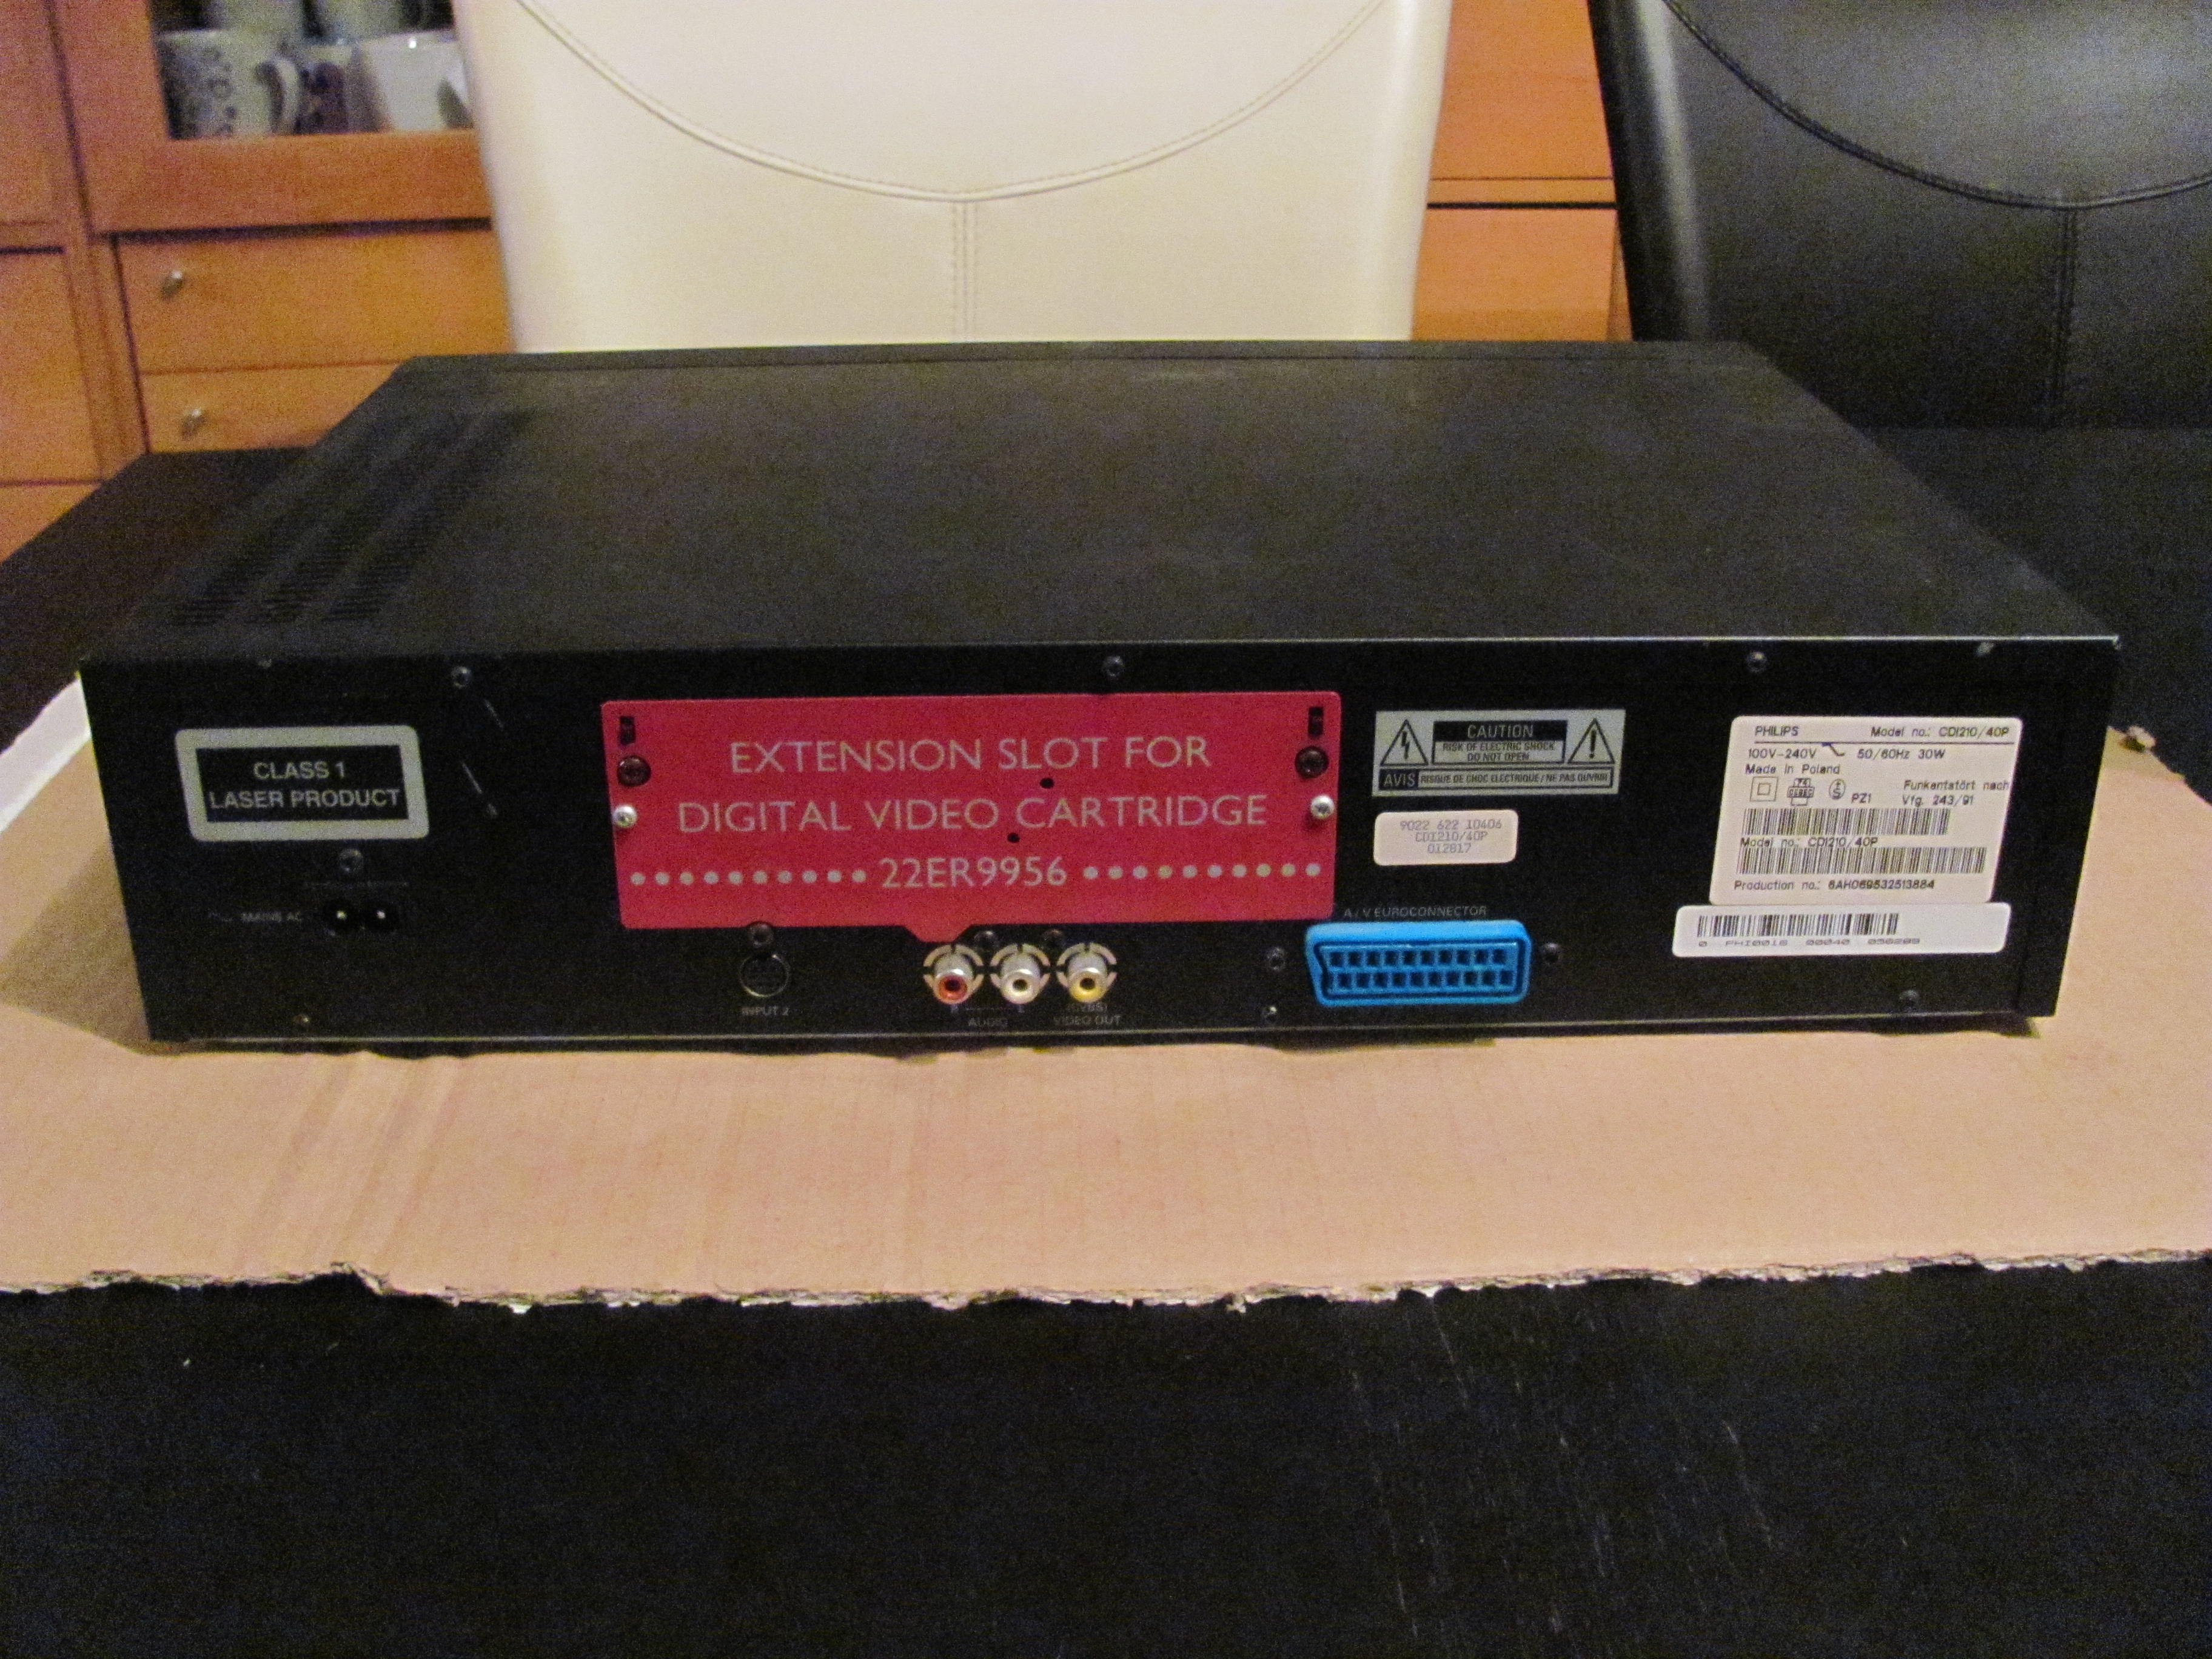 CLASS 1
LASER PRODUCT
MAINS AC
EXTENSION SLOT FOR
DIGITAL VIDEO CARTRIDGE
22ER9956
INPUT 2
R L
AUDIO
(CVBS)
VIDEO OUT
CAUTION
RISK OF ELECTRIC SHOCK
DO NOT OPEN
AVIS RISQUE DE CHOC ELECTRIQUE / NE PAS OUVRIR
9022 622 10406
CDI210/40P
012817
A / V EUROCONNECTOR
PHILIPS Model no.: CDI210/40P
100V-240V 50/60Hz 30W
Made in Poland
PZ1 Funkentstört nach
Vfg. 243/91
Model no.: CDI210/40P
Production no.: 6AH069532513884